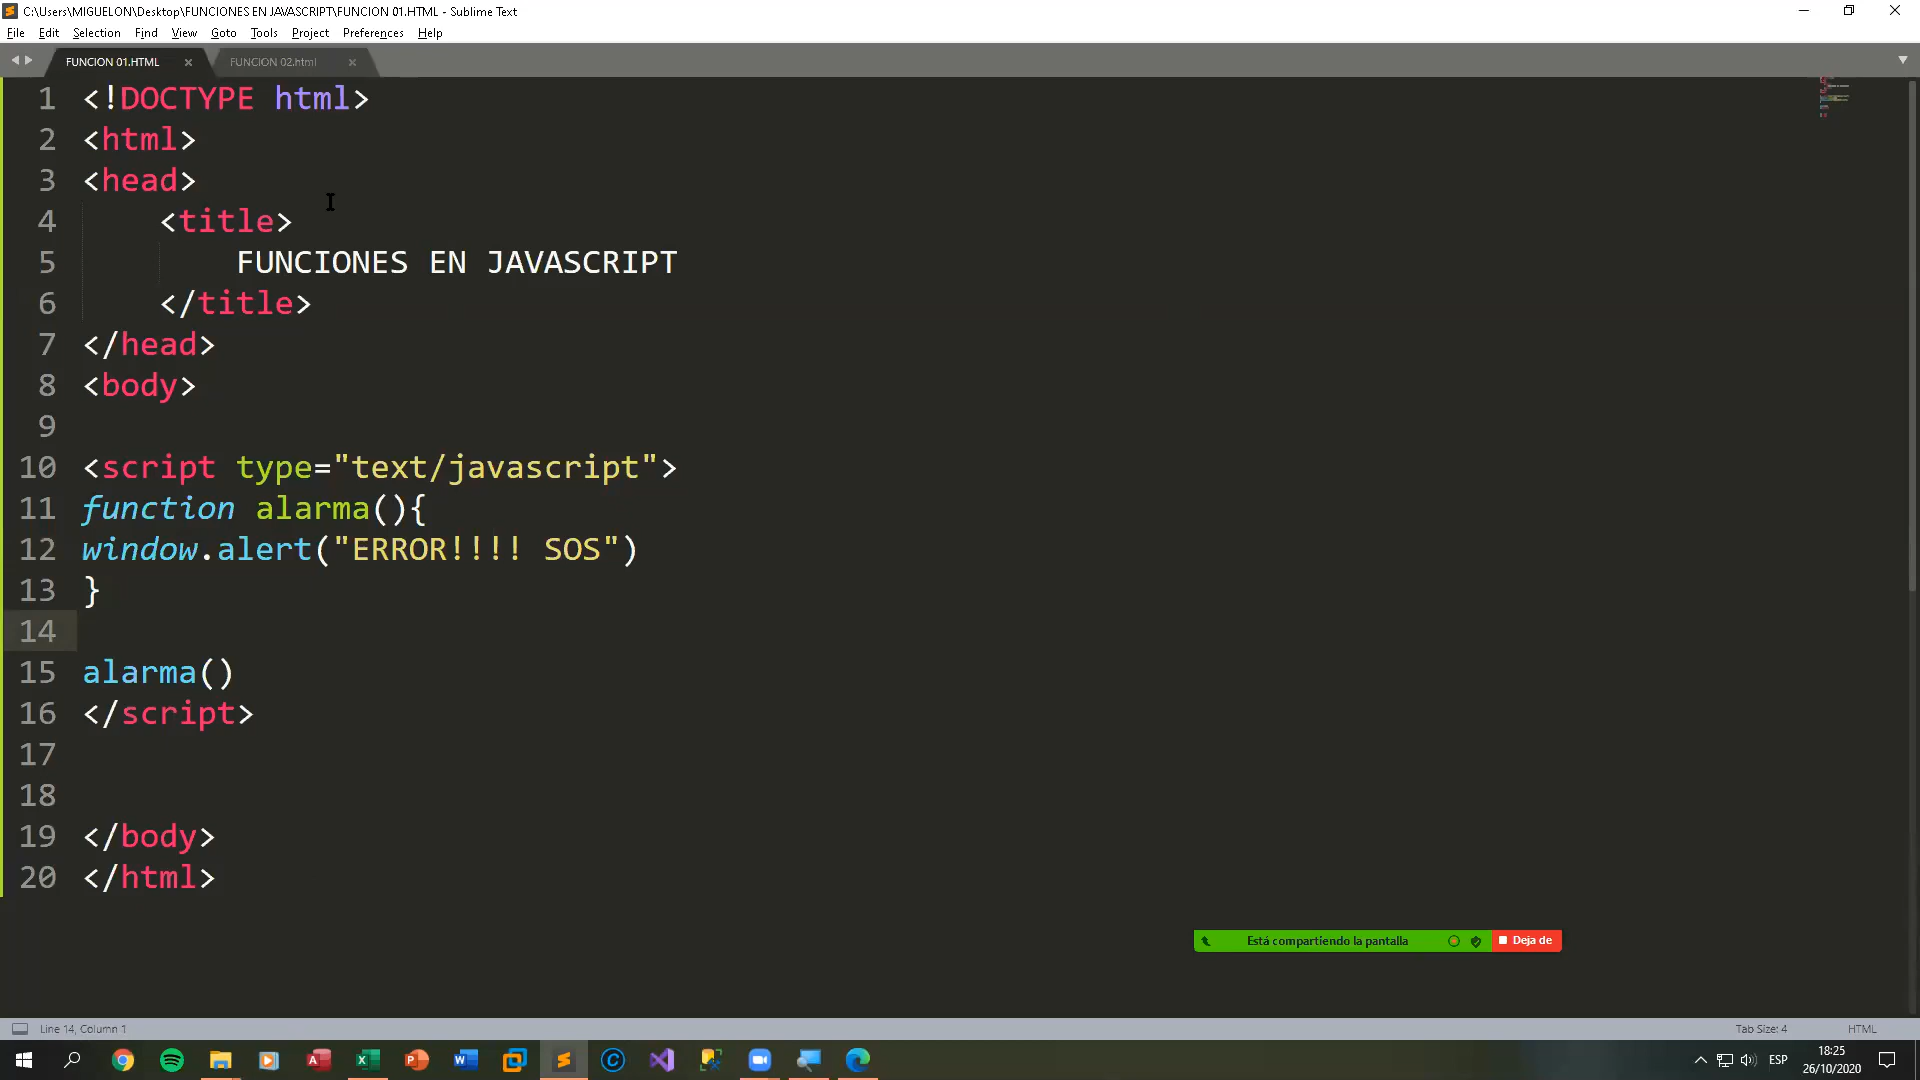 C:\Users\MIGUELON\Desktop\FUNCIONES EN JAVASCRIPT\FUNCION 01.HTML - Sublime Text
File Edit Selection Find View Goto Tools Project Preferences Help
FUNCION 01.HTML FUNCION 02.html
1 <!DOCTYPE html>
2 <html>
3 <head>
4 <title>
5 FUNCIONES EN JAVASCRIPT
6 </title>
7 </head>
8 <body>
9
10 <script type="text/javascript">
11 function alarma(){
12 window.alert("ERROR!!!! SOS")
13 }
14
15 alarma()
16 </script>
17
18
19 </body>
20 </html>
Está compartiendo la pantalla Deja de
Line 14, Column 1 Tab Size: 4 HTML
ESP 18:25
26/10/2020